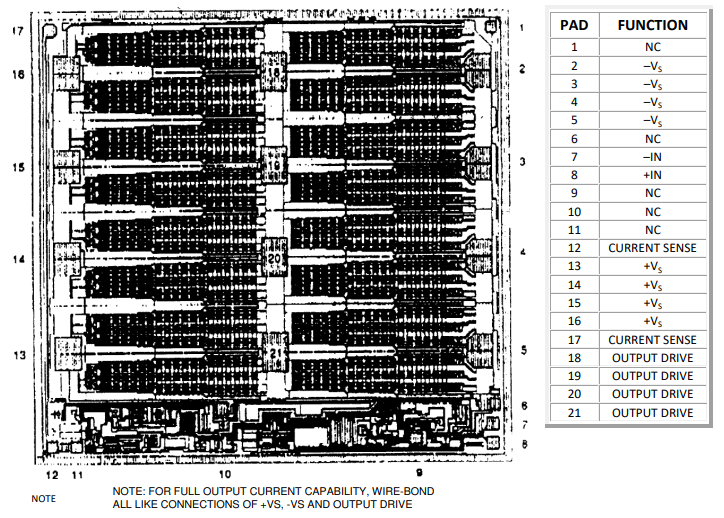 17
1
16
18
2
15
19
3
14
20
4
13
21
5
6
7
8
12 11
10
9
NOTE
NOTE: FOR FULL OUTPUT CURRENT CAPABILITY, WIRE-BOND
ALL LIKE CONNECTIONS OF +VS, -VS AND OUTPUT DRIVE
PAD FUNCTION
1 NC
2 –VS
3 –VS
4 –VS
5 –VS
6 NC
7 –IN
8 +IN
9 NC
10 NC
11 NC
12 CURRENT SENSE
13 +VS
14 +VS
15 +VS
16 +VS
17 CURRENT SENSE
18 OUTPUT DRIVE
19 OUTPUT DRIVE
20 OUTPUT DRIVE
21 OUTPUT DRIVE